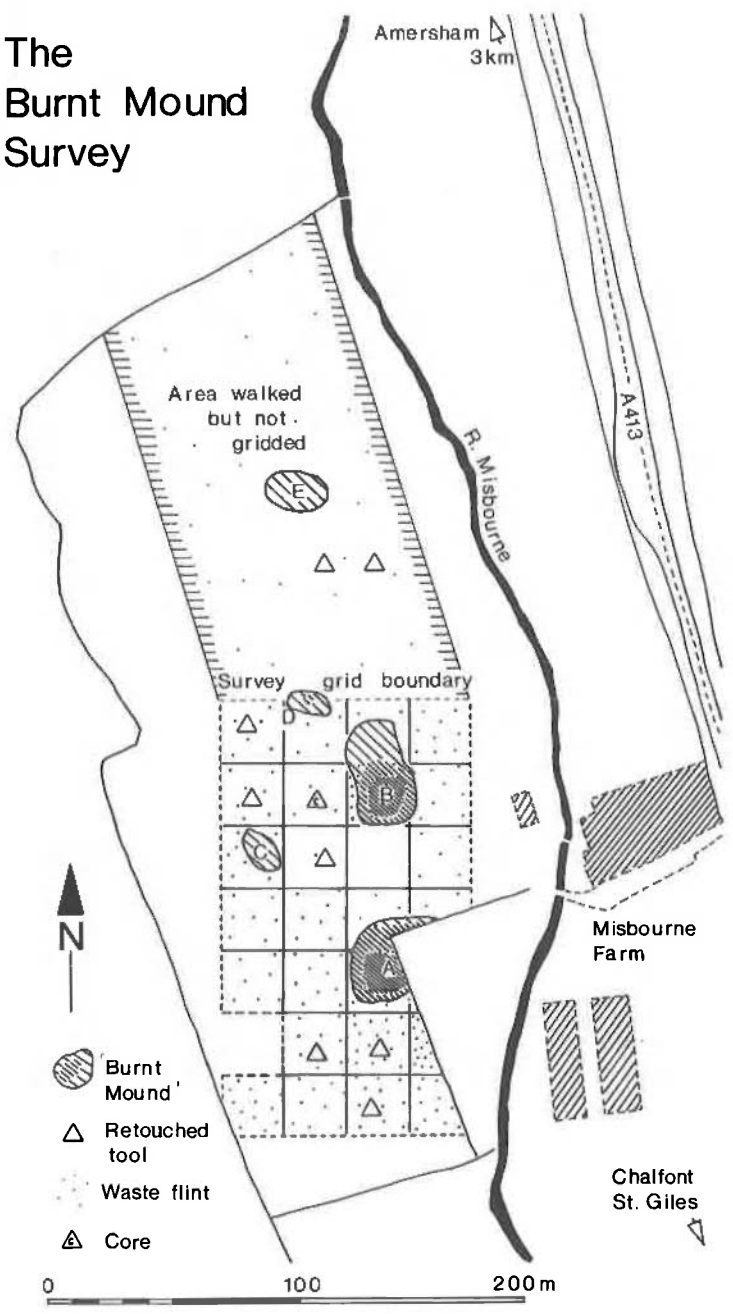 The
Burnt Mound
Survey
Amersham
3km
A413
Area walked
but not
gridded
E
R. Misbourne
Survey grid boundary
D
B
c
C
A
Misbourne
Farm
N
'Burnt
Mound'
Retouched
tool
Waste flint
c
Core
Chalfont
St. Giles
0 100 200m